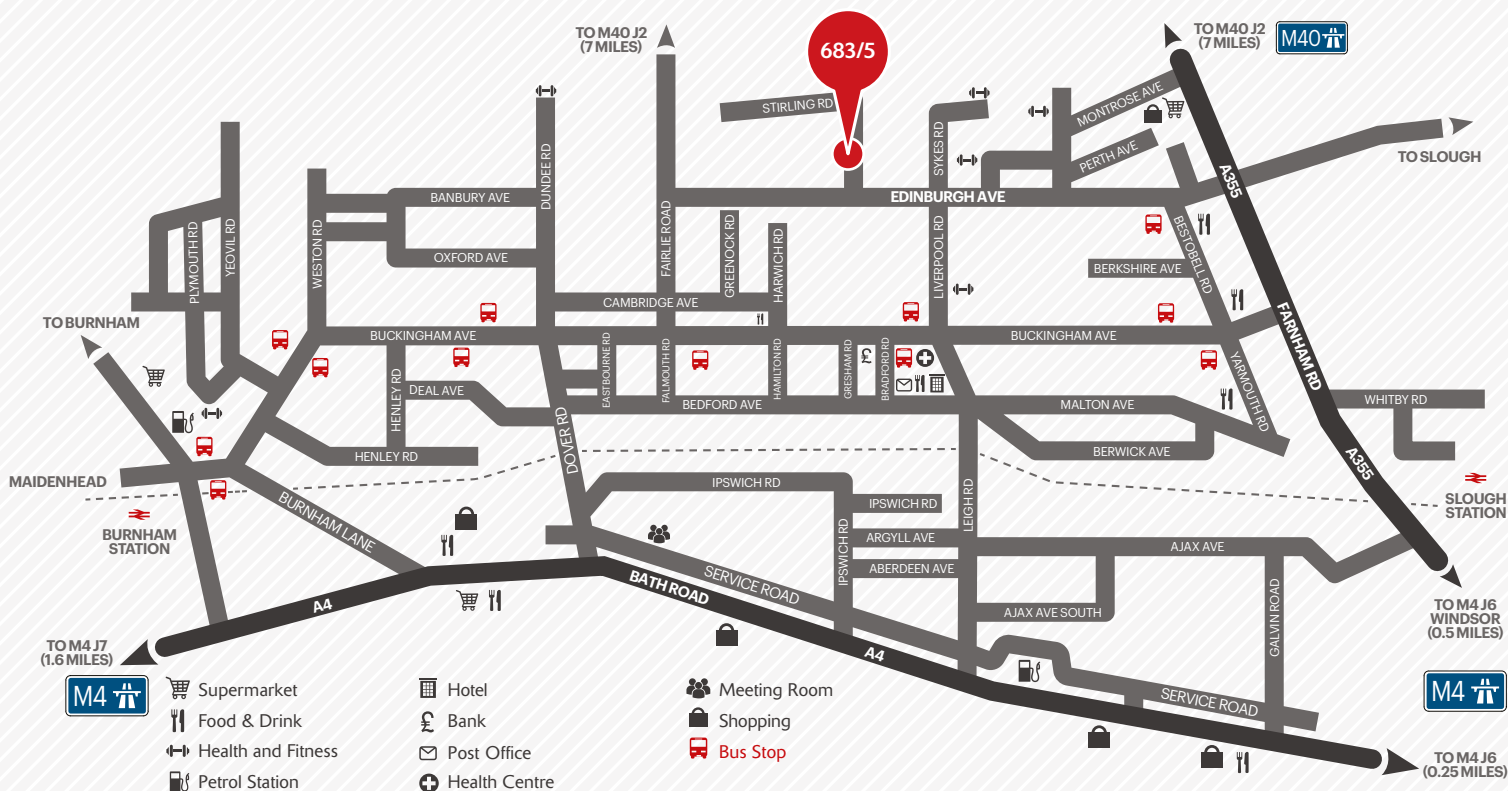 TO M40 J2
(7 MILES)
683/5
TO M40 J2
(7 MILES)
M40
STIRLING RD
MONTROSE AVE
SYKES RD
PERTH AVE
TO SLOUGH
DUNDEE RD
A355
BANBURY AVE
EDINBURGH AVE
PLYMOUTH RD
YEOVIL RD
WESTON RD
FAIRLIE ROAD
GREENOCK RD
HARWICH RD
LIVERPOOL RD
BESTOBELL RD
OXFORD AVE
BERKSHIRE AVE
CAMBRIDGE AVE
TO BURNHAM
BUCKINGHAM AVE
BUCKINGHAM AVE
FARNHAM RD
EASTBOURNE RD
FALMOUTH RD
HAMILTON RD
GRESHAM RD
£
BRADFORD RD
YARMOUTH RD
HENLEY RD
DEAL AVE
BEDFORD AVE
MALTON AVE
WHITBY RD
DOVER RD
HENLEY RD
BERWICK AVE
A355
MAIDENHEAD
IPSWICH RD
IPSWICH RD
LEIGH RD
SLOUGH
STATION
BURNHAM
STATION
BURNHAM LANE
IPSWICH RD
ARGYLL AVE
AJAX AVE
ABERDEEN AVE
SERVICE ROAD
BATH ROAD
A4
AJAX AVE SOUTH
GALVIN ROAD
TO M4 J6
WINDSOR
(0.5 MILES)
TO M4 J7
(1.6 MILES)
A4
M4
M4
SERVICE ROAD
TO M4 J6
(0.25 MILES)
Supermarket
Food & Drink
Health and Fitness
Petrol Station
Hotel
£ Bank
Post Office
Health Centre
Meeting Room
Shopping
Bus Stop